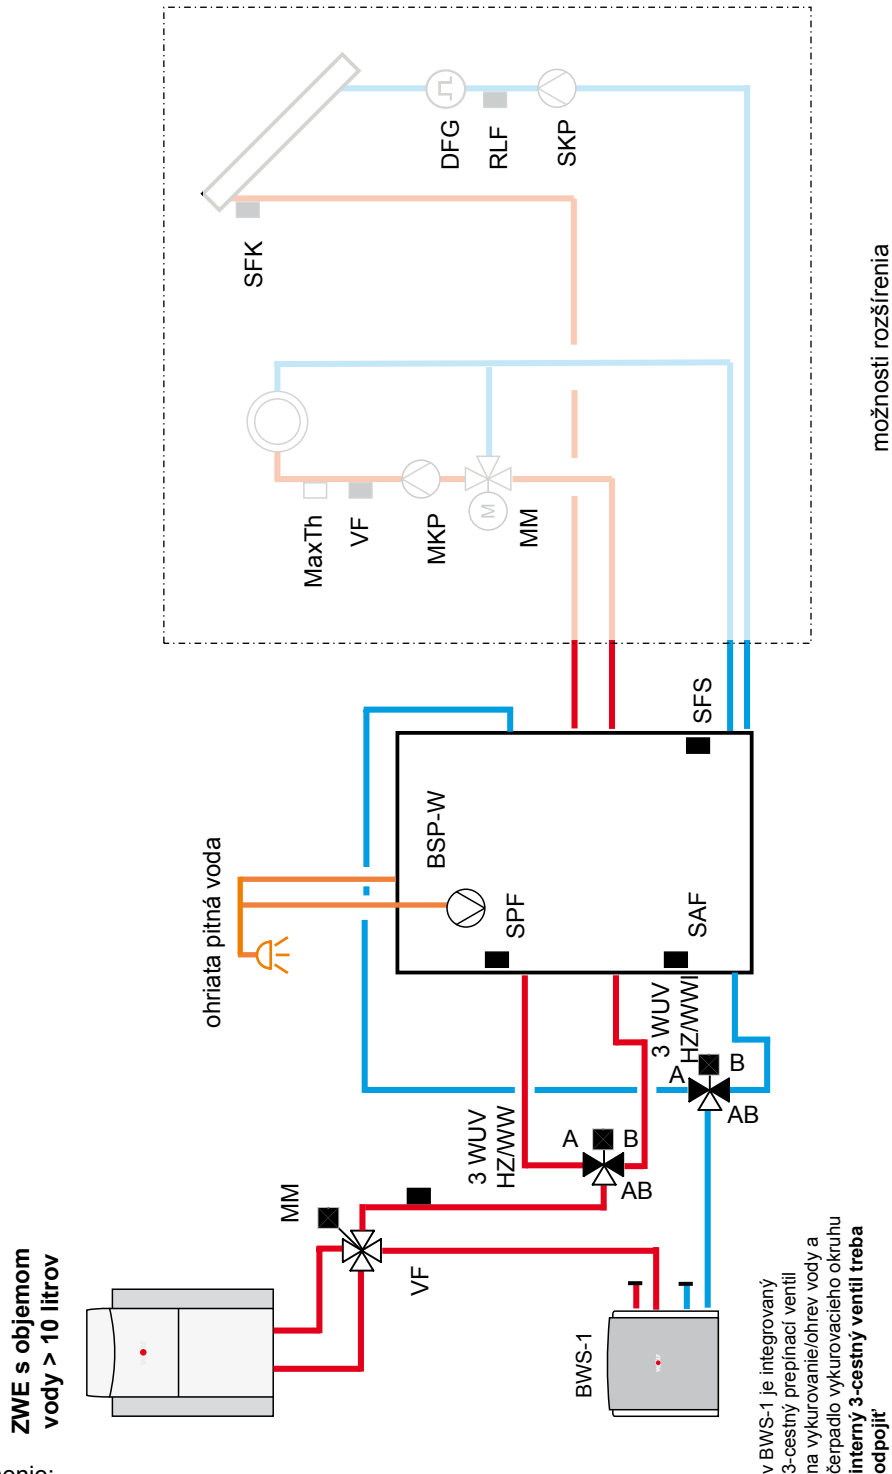 DFG
RLF
SKP
SFK
možnosti rozšírenia
MaxTh
VF
MKP
MM
M
SFS
BSP-W
ohriata pitná voda
SPF
SAF
3 WUV
HZ/WWI
A
B
AB
3 WUV
HZ/WW
A
B
AB
MM
VF
ZWE s objemom
vody > 10 litrov
BWS-1
v BWS-1 je integrovaný
3-cestný prepínací ventil
na vykurovanie/ohrev vody a
čerpadlo vykurovacieho okruhu
interný 3-cestný ventil treba
odpojiť